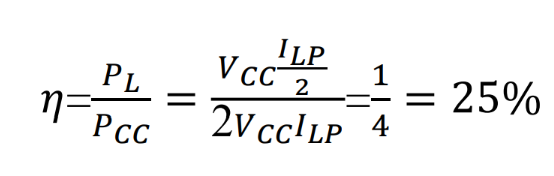 η = P_L / P_CC = (V_CC I_LP/2) / (2V_CC I_LP) = 1/4 = 25%